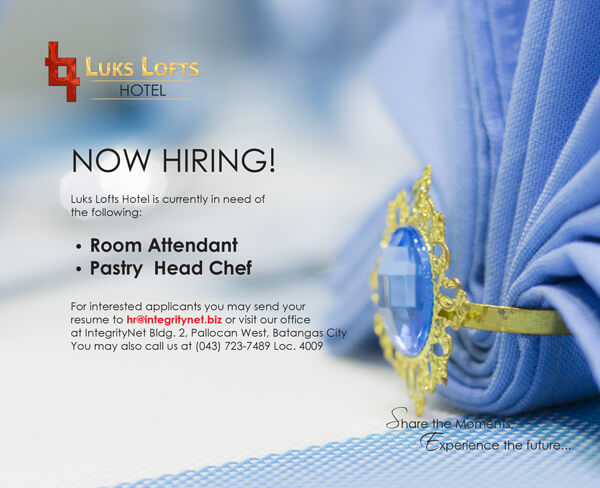 LUKS LOFTS
HOTEL
NOW HIRING!
Luks Lofts Hotel is currently in need of
the following:
• Room Attendant
• Pastry Head Chef
For interested applicants you may send your
resume to hr@integritynet.biz or visit our office
at IntegrityNet Bldg. 2, Pallocan West, Batangas City
You may also call us at (043) 723-7489 Loc. 4009
Share the Moments,
Experience the future...